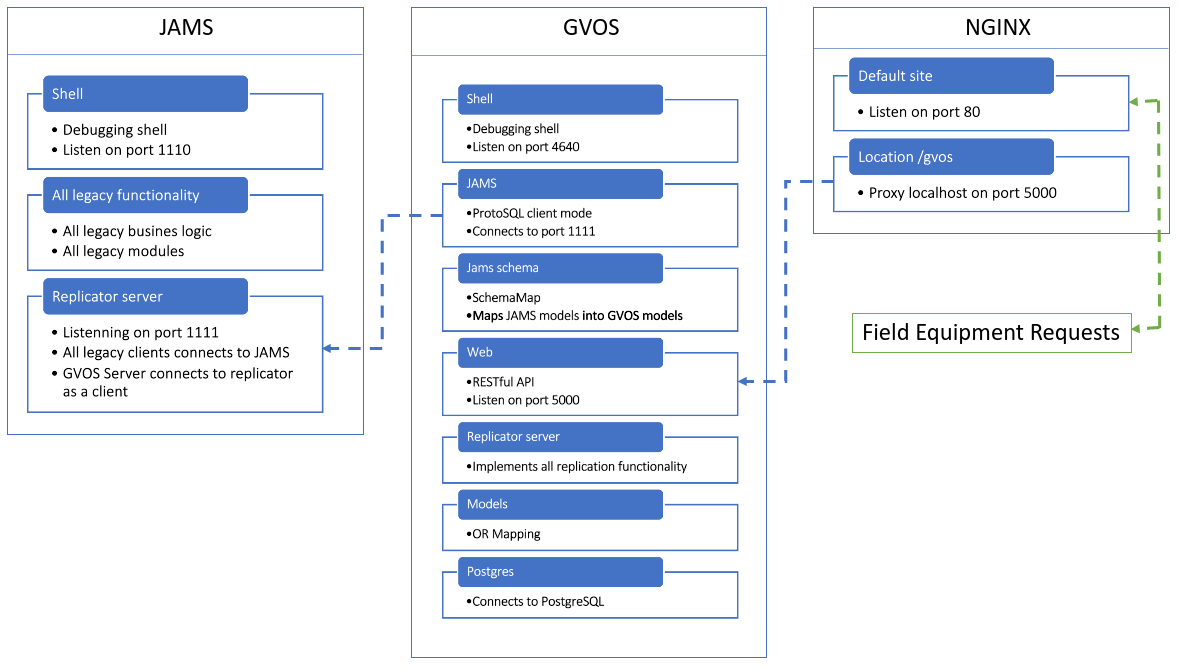 JAMS
Shell
• Debugging shell
• Listen on port 1110
All legacy functionality
• All legacy busines logic
• All legacy modules
Replicator server
• Listenning on port 1111
• All legacy clients connects to JAMS
• GVOS Server connects to replicator
as a client
GVOS
Shell
•Debugging shell
•Listen on port 4640
JAMS
•ProtoSQL client mode
•Connects to port 1111
Jams schema
•SchemaMap
•Maps JAMS models into GVOS models
Web
•RESTful API
•Listen on port 5000
Replicator server
•Implements all replication functionality
Models
•OR Mapping
Postgres
•Connects to PostgreSQL
NGINX
Default site
• Listen on port 80
Location /gvos
• Proxy localhost on port 5000
Field Equipment Requests